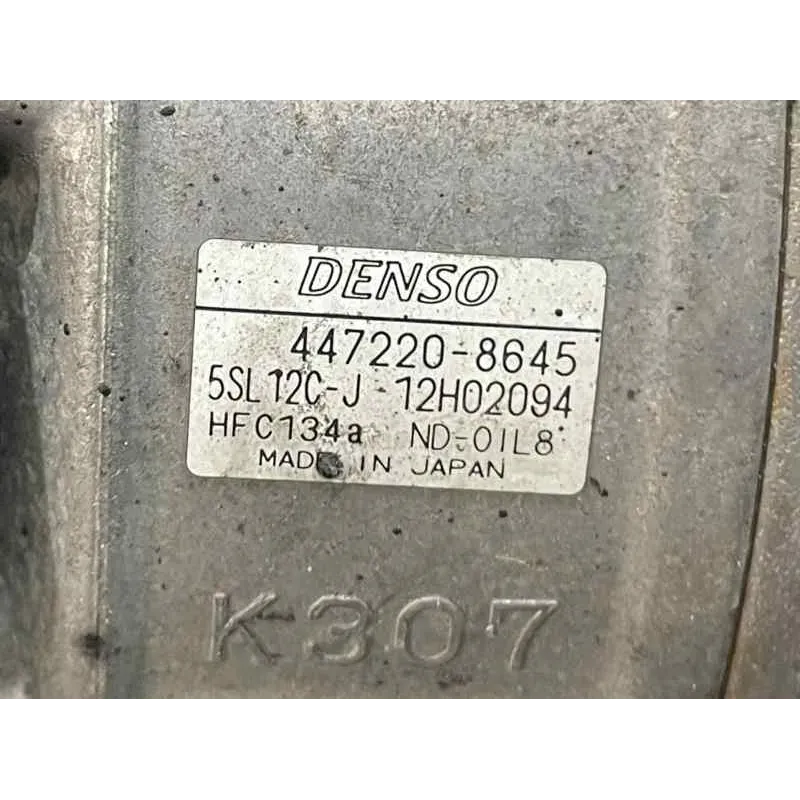 DENSO
447220-8645
5SL12C-J 12H02094
HFC134a ND-OIL8
MADE IN JAPAN
K307